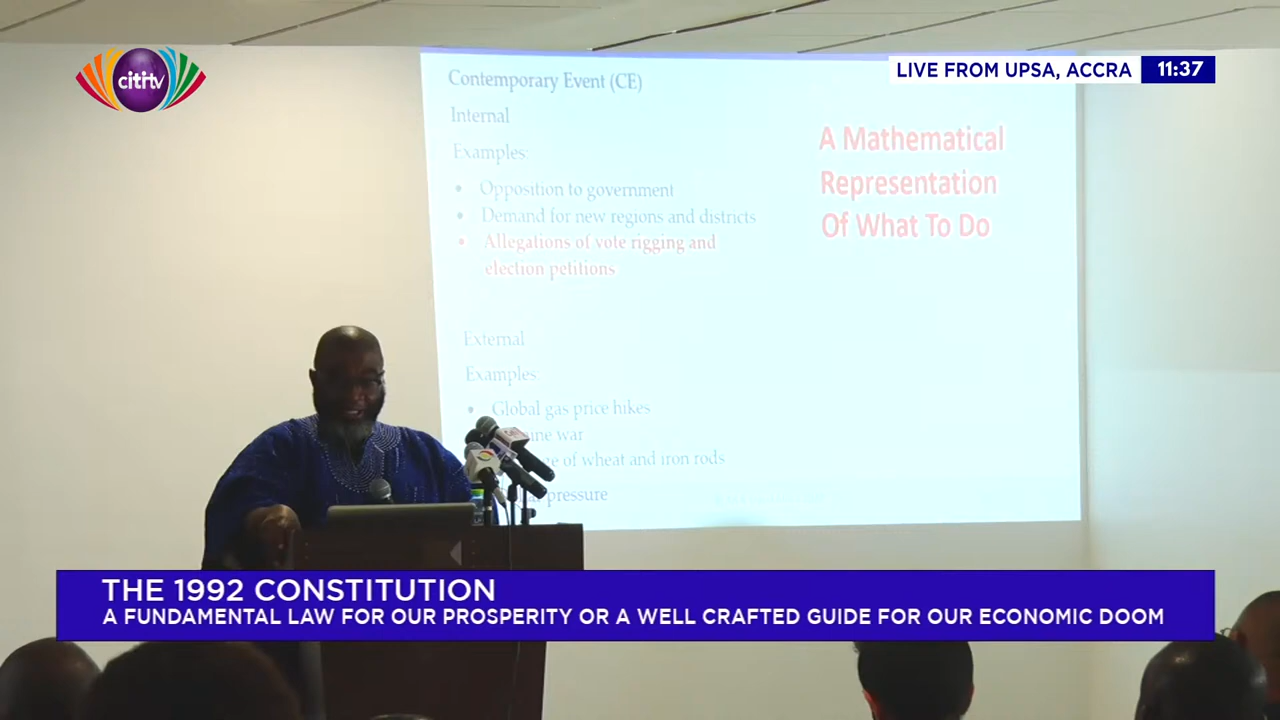 citi tv
LIVE FROM UPSA, ACCRA
11:37
Contemporary Event (CE)
Internal
Examples:
• Opposition to government
• Demand for new regions and districts
• Allegations of vote rigging and
election petitions
A Mathematical
Representation
Of What To Do
External
Examples
• Global gas price hikes
war
of wheat and iron rods
pressure
THE 1992 CONSTITUTION
A FUNDAMENTAL LAW FOR OUR PROSPERITY OR A WELL CRAFTED GUIDE FOR OUR ECONOMIC DOOM